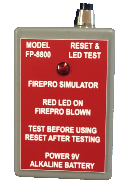 MODEL RESET &
FP-8800 LED TEST
FIREPRO SIMULATOR
RED LED ON
FIREPRO BLOWN
TEST BEFORE USING
RESET AFTER TESTING
POWER 9V
ALKALINE BATTERY